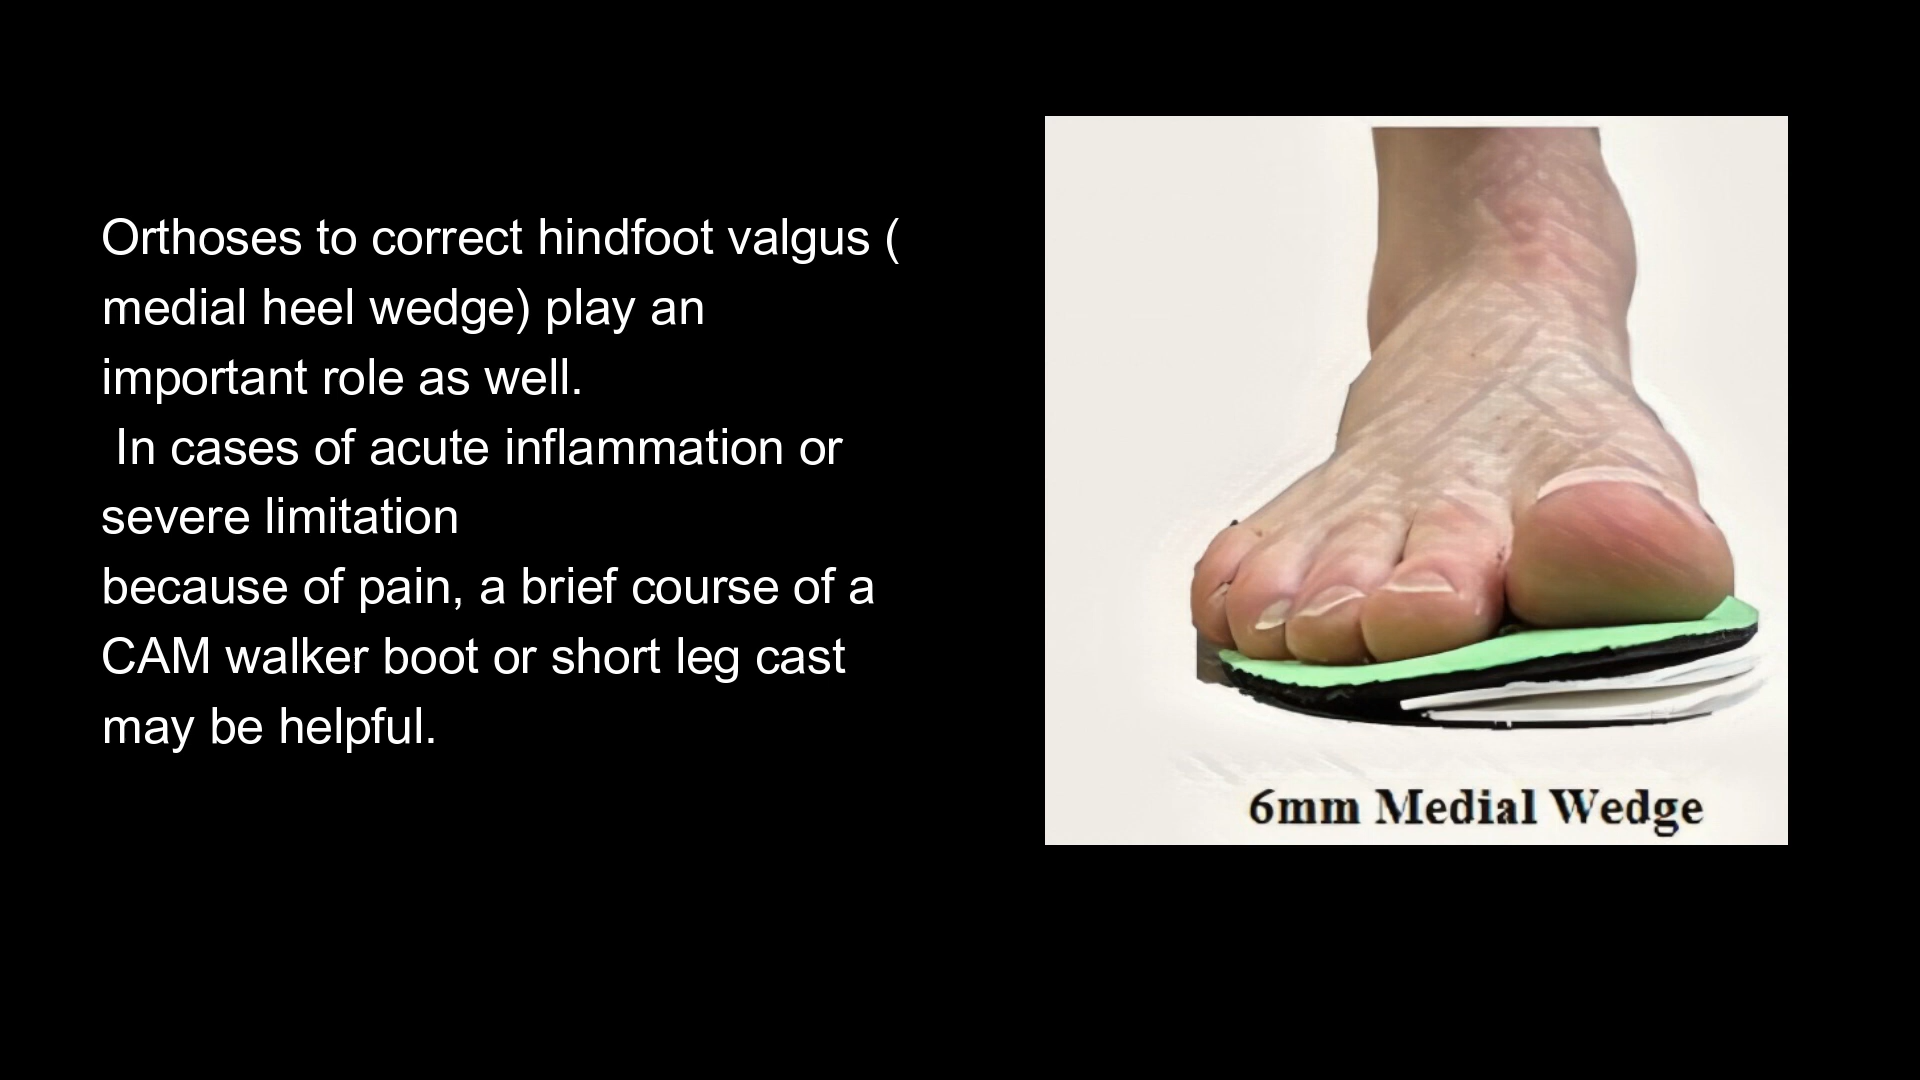 Orthoses to correct hindfoot valgus (
medial heel wedge) play an
important role as well.
In cases of acute inflammation or
severe limitation
because of pain, a brief course of a
CAM walker boot or short leg cast
may be helpful.
6mm Medial Wedge